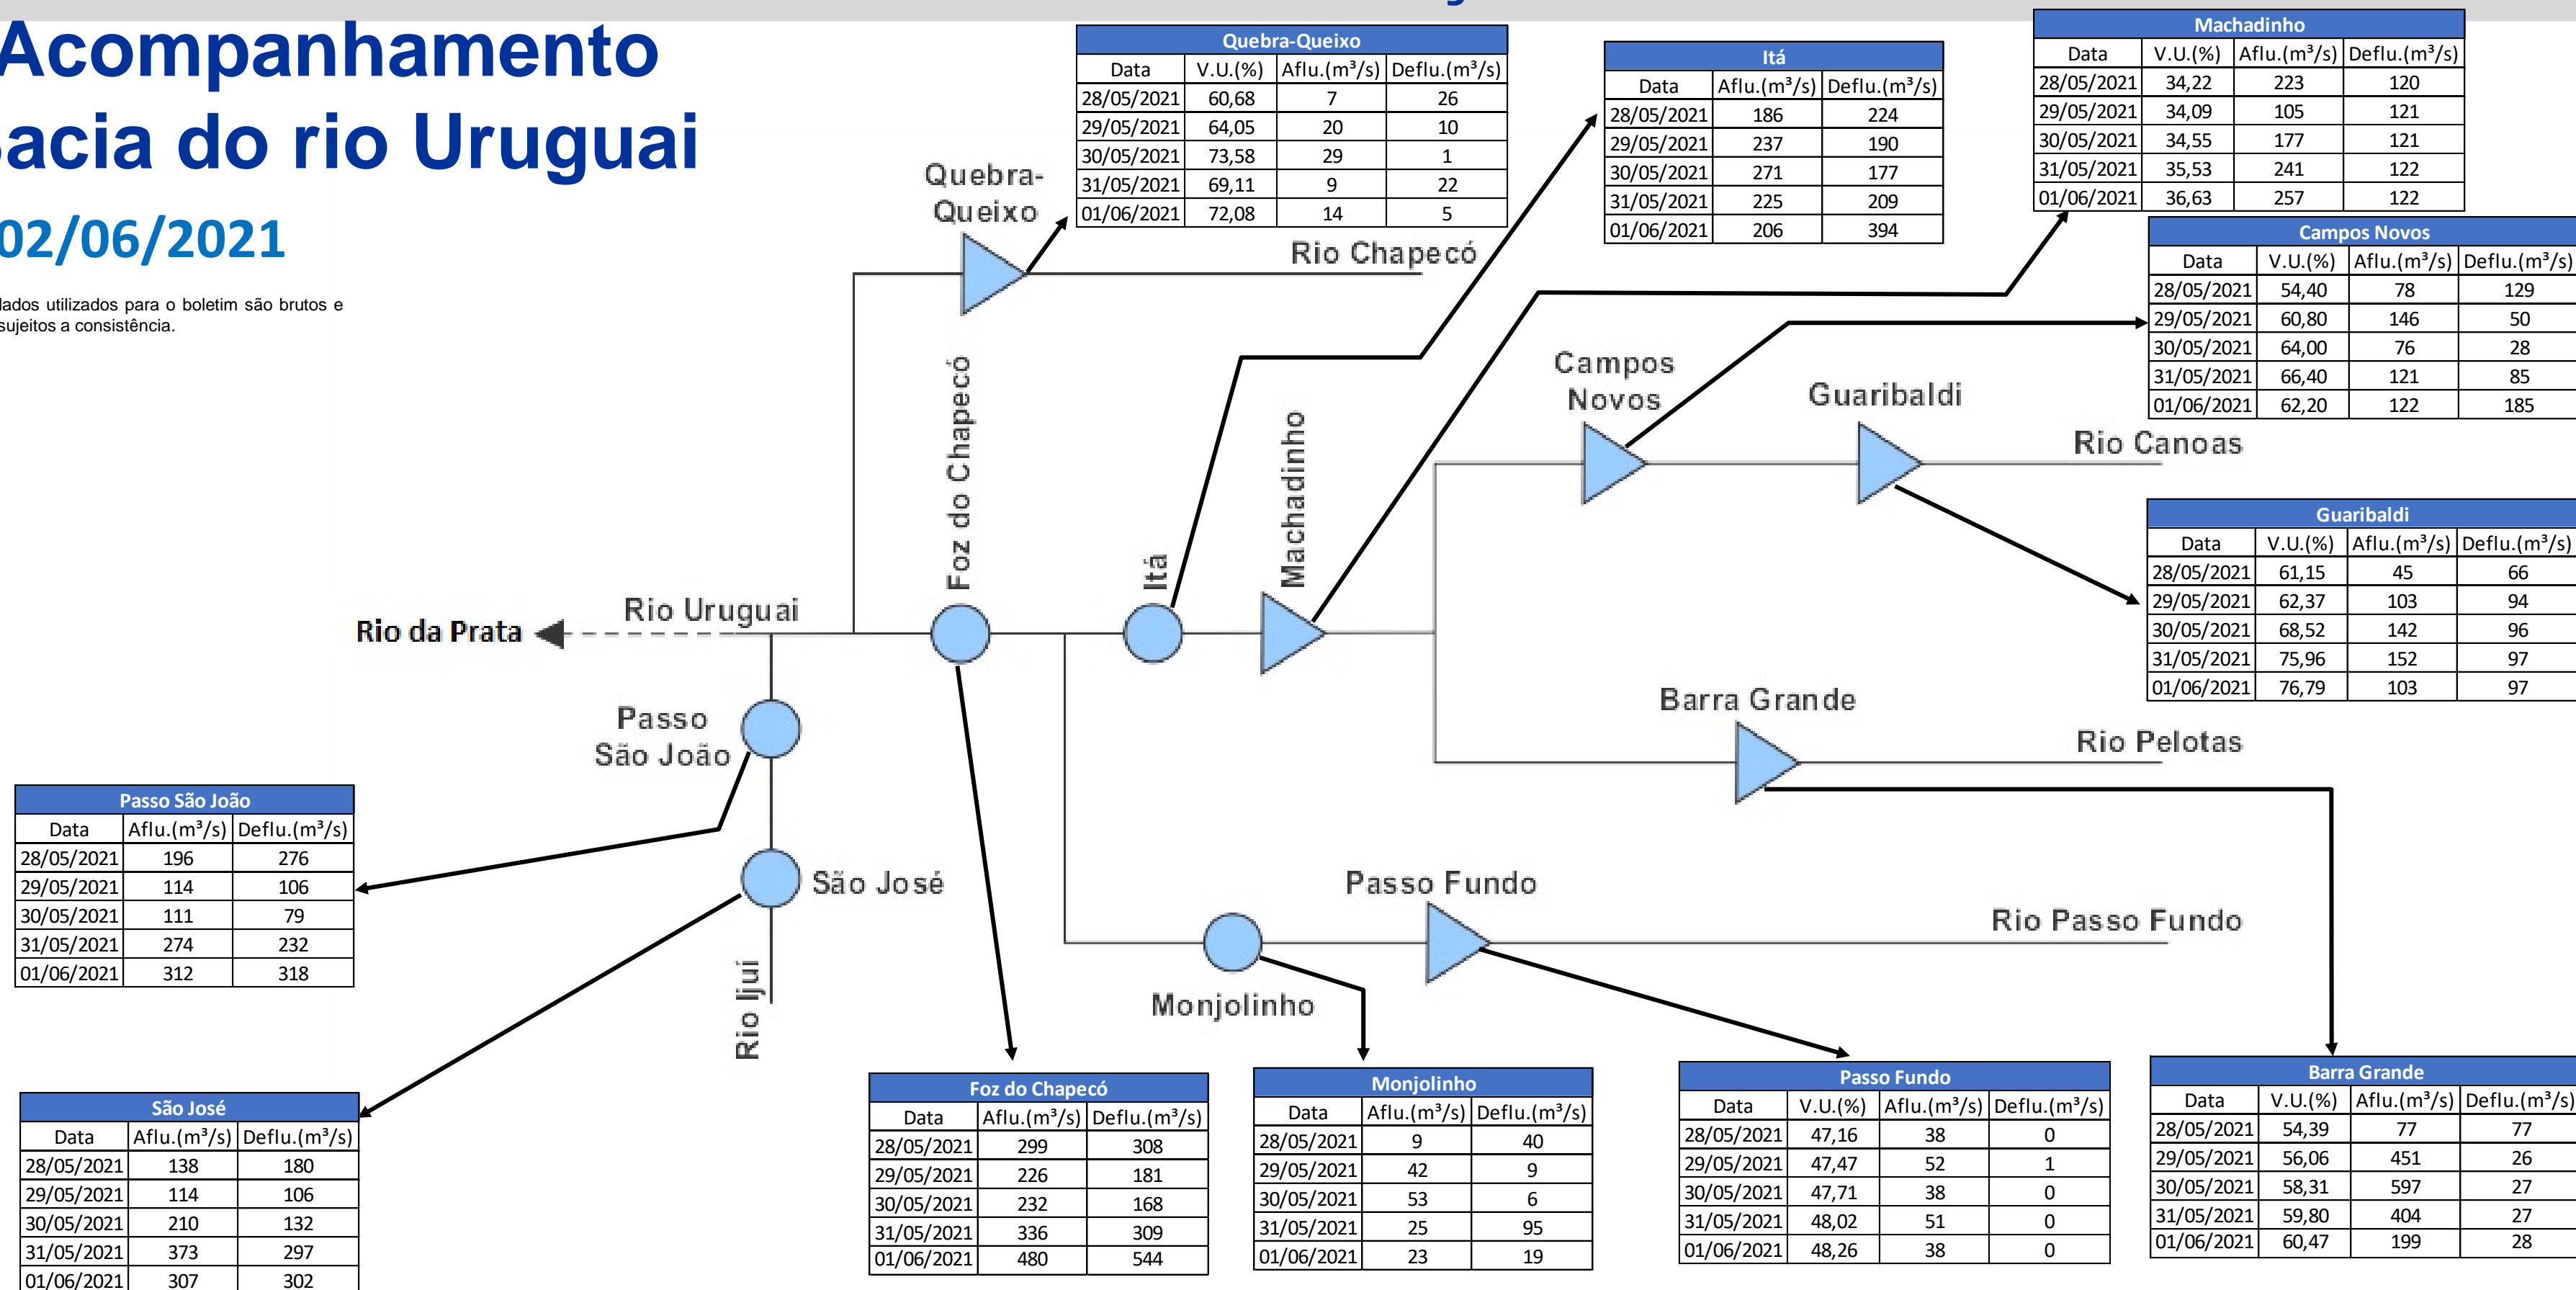 Acompanhamento
acia do rio Uruguai
02/06/2021
dados utilizados para o boletim são brutos e
sujeitos a consistência.
Quebra-Queixo
Data V.U.(%) Aflu.(m³/s) Deflu.(m³/s)
28/05/2021 60,68 7 26
29/05/2021 64,05 20 10
30/05/2021 73,58 29 1
31/05/2021 69,11 9 22
01/06/2021 72,08 14 5
Itá
Data Aflu.(m³/s) Deflu.(m³/s)
28/05/2021 186 224
29/05/2021 237 190
30/05/2021 271 177
31/05/2021 225 209
01/06/2021 206 394
Machadinho
Data V.U.(%) Aflu.(m³/s) Deflu.(m³/s)
28/05/2021 34,22 223 120
29/05/2021 34,09 105 121
30/05/2021 34,55 177 121
31/05/2021 35,53 241 122
01/06/2021 36,63 257 122
Campos Novos
Data V.U.(%) Aflu.(m³/s) Deflu.(m³/s)
28/05/2021 54,40 78 129
29/05/2021 60,80 146 50
30/05/2021 64,00 76 28
31/05/2021 66,40 121 85
01/06/2021 62,20 122 185
Quebra-
Queixo
Rio Chapecó
Foz do Chapecó
Itá
Machadinho
Campos
Novos
Guaribaldi
Rio Canoas
Guaribaldi
Data V.U.(%) Aflu.(m³/s) Deflu.(m³/s)
28/05/2021 61,15 45 66
29/05/2021 62,37 103 94
30/05/2021 68,52 142 96
31/05/2021 75,96 152 97
01/06/2021 76,79 103 97
Rio da Prata
Rio Uruguai
Barra Grande
Rio Pelotas
Passo
São João
São José
Rio Ijui
Passo Fundo
Rio Passo Fundo
Monjolinho
Passo São João
Data Aflu.(m³/s) Deflu.(m³/s)
28/05/2021 196 276
29/05/2021 114 106
30/05/2021 111 79
31/05/2021 274 232
01/06/2021 312 318
São José
Data Aflu.(m³/s) Deflu.(m³/s)
28/05/2021 138 180
29/05/2021 114 106
30/05/2021 210 132
31/05/2021 373 297
01/06/2021 307 302
Foz do Chapecó
Data Aflu.(m³/s) Deflu.(m³/s)
28/05/2021 299 308
29/05/2021 226 181
30/05/2021 232 168
31/05/2021 336 309
01/06/2021 480 544
Monjolinho
Data Aflu.(m³/s) Deflu.(m³/s)
28/05/2021 9 40
29/05/2021 42 9
30/05/2021 53 6
31/05/2021 25 95
01/06/2021 23 19
Passo Fundo
Data V.U.(%) Aflu.(m³/s) Deflu.(m³/s)
28/05/2021 47,16 38 0
29/05/2021 47,47 52 1
30/05/2021 47,71 38 0
31/05/2021 48,02 51 0
01/06/2021 48,26 38 0
Barra Grande
Data V.U.(%) Aflu.(m³/s) Deflu.(m³/s)
28/05/2021 54,39 77 77
29/05/2021 56,06 451 26
30/05/2021 58,31 597 27
31/05/2021 59,80 404 27
01/06/2021 60,47 199 28